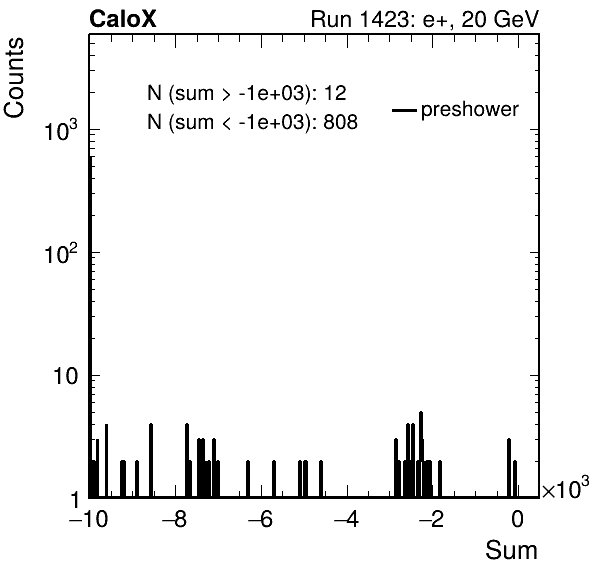 CaloX Run 1423: e+, 20 GeV
Counts
N (sum > -1e+03): 12
N (sum < -1e+03): 808
preshower
10³
10²
10
1
−10 −8 −6 −4 −2 0
×10³
Sum